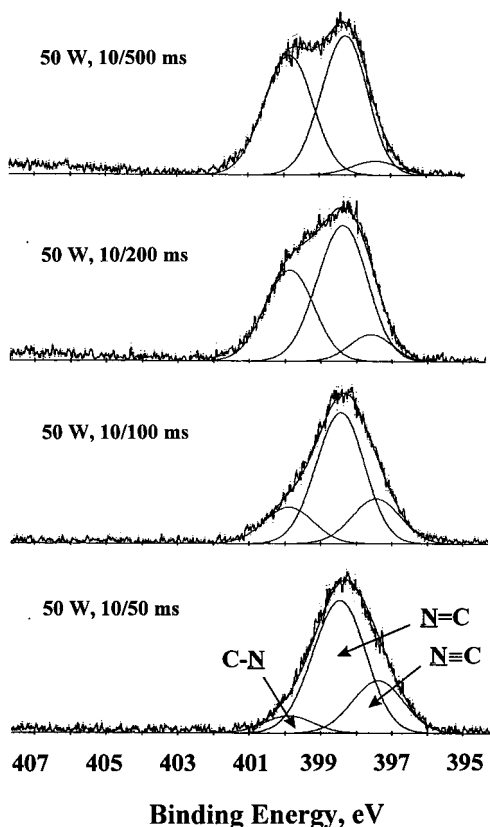 50 W, 10/500 ms
50 W, 10/200 ms
50 W, 10/100 ms
50 W, 10/50 ms
N=C
C-N
N≡C
407 405 403 401 399 397 395
Binding Energy, eV